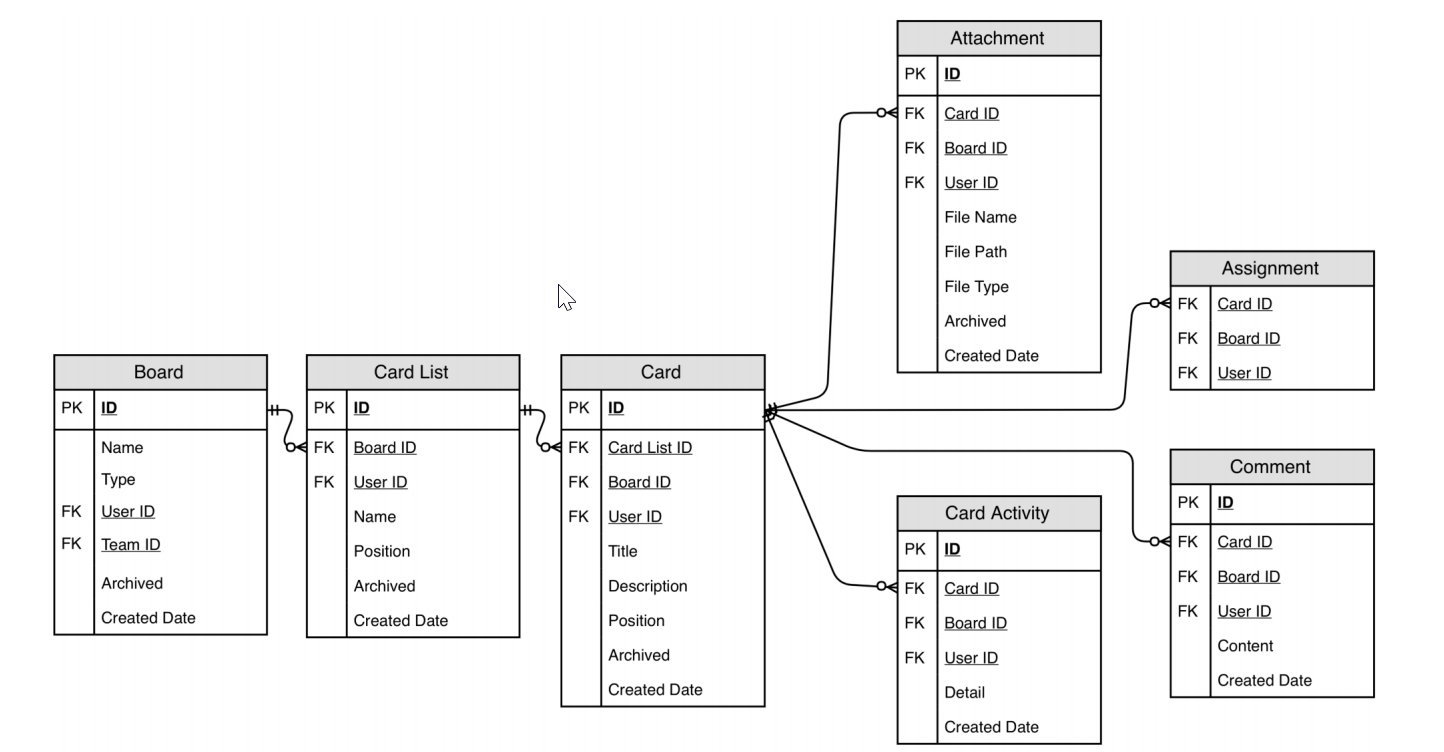 Board
PK ID
Name
Type
FK User ID
FK Team ID
Archived
Created Date
Card List
PK ID
FK Board ID
FK User ID
Name
Position
Archived
Created Date
Card
PK ID
FK Card List ID
FK Board ID
FK User ID
Title
Description
Position
Archived
Created Date
Attachment
PK ID
FK Card ID
FK Board ID
FK User ID
File Name
File Path
File Type
Archived
Created Date
Card Activity
PK ID
FK Card ID
FK Board ID
FK User ID
Detail
Created Date
Assignment
FK Card ID
FK Board ID
FK User ID
Comment
PK ID
FK Card ID
FK Board ID
FK User ID
Content
Created Date